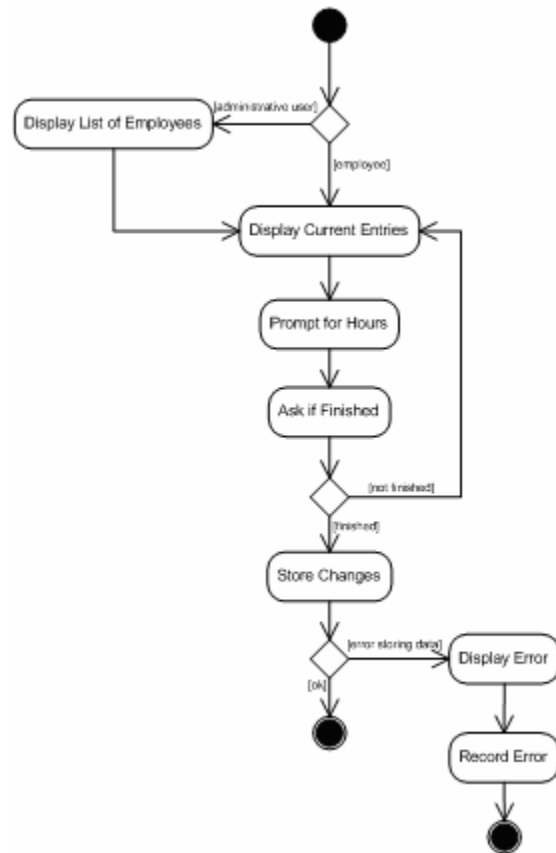 [administrative user]
Display List of Employees
[employee]
Display Current Entries
Prompt for Hours
Ask if Finished
[not finished]
[finished]
Store Changes
[error storing data]
Display Error
[ok]
Record Error